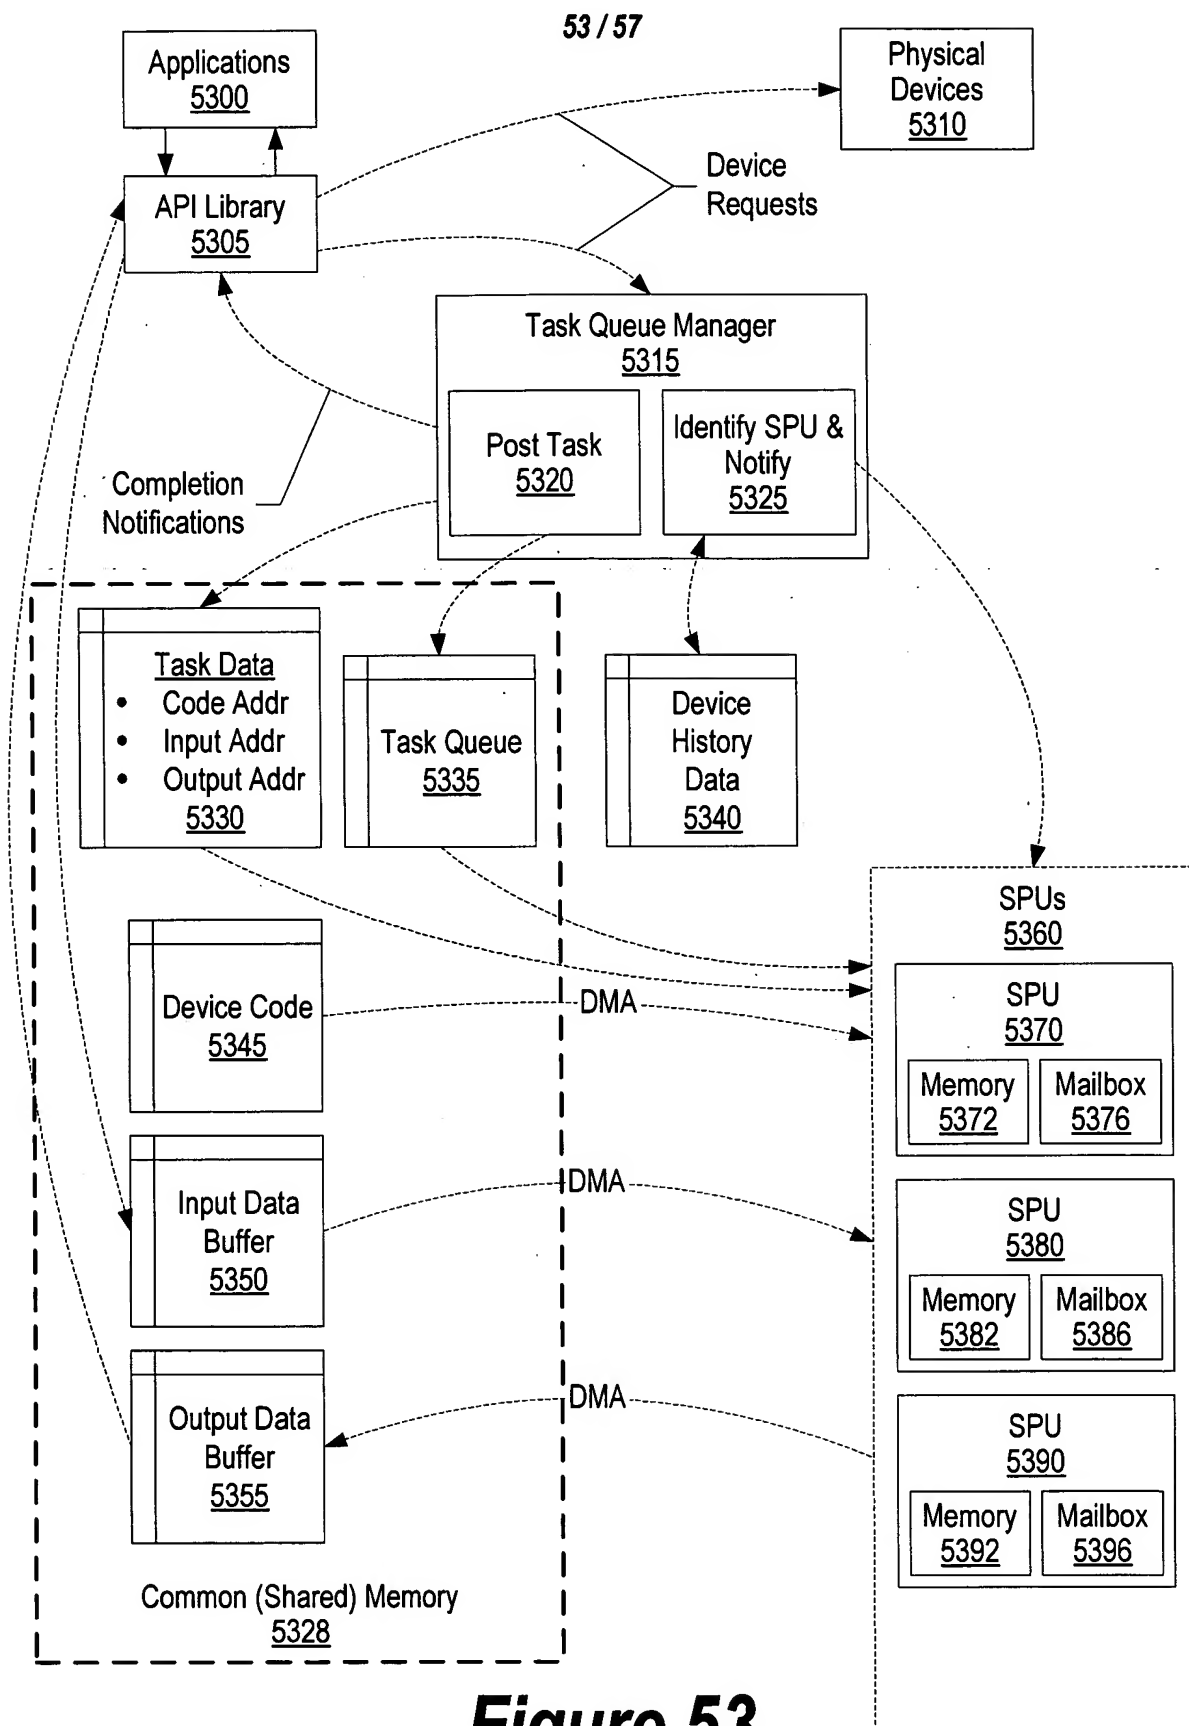 53 / 57
Applications
5300
Physical
Devices
5310
Device
Requests
API Library
5305
Task Queue Manager
5315
Post Task
5320
Identify SPU &
Notify
5325
Completion
Notifications
Task Data
• Code Addr
• Input Addr
• Output Addr
5330
Task Queue
5335
Device
History
Data
5340
SPUs
5360
Device Code
5345
DMA
SPU
5370
Memory
5372
Mailbox
5376
Input Data
Buffer
5350
DMA
SPU
5380
Memory
5382
Mailbox
5386
Output Data
Buffer
5355
DMA
SPU
5390
Memory
5392
Mailbox
5396
Common (Shared) Memory
5328
Figure 53